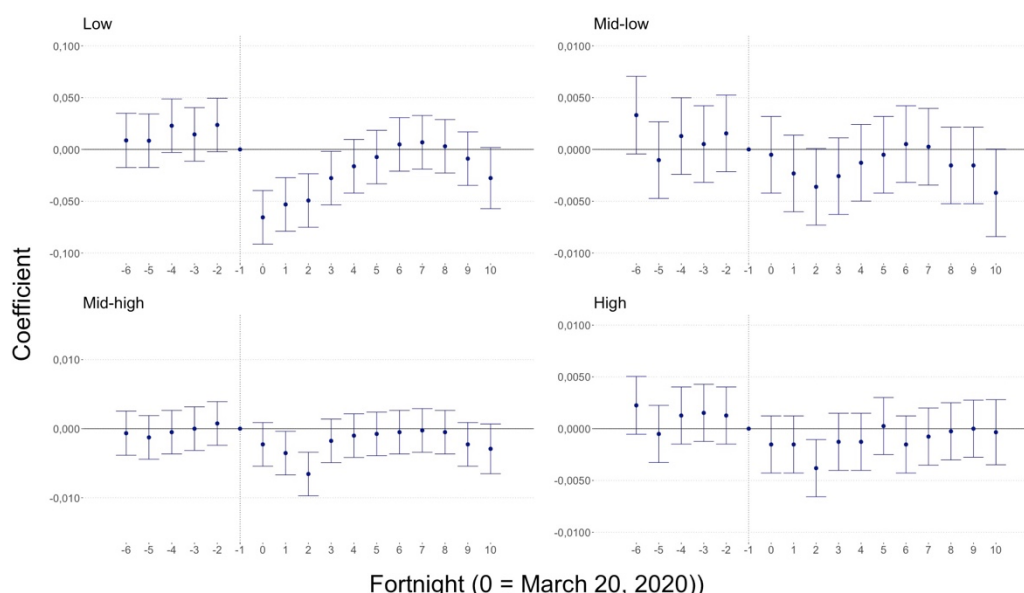 Low
0,100
0,050
0,000
-0,050
-0,100
-6 -5 -4 -3 -2 -1 0 1 2 3 4 5 6 7 8 9 10
Mid-low
0,0100
0,0050
0,0000
-0,0050
-0,0100
-6 -5 -4 -3 -2 -1 0 1 2 3 4 5 6 7 8 9 10
Coefficient
Mid-high
0,010
0,000
-0,010
-6 -5 -4 -3 -2 -1 0 1 2 3 4 5 6 7 8 9 10
High
0,0100
0,0050
0,0000
-0,0050
-0,0100
-6 -5 -4 -3 -2 -1 0 1 2 3 4 5 6 7 8 9 10
Fortnight (0 = March 20, 2020))